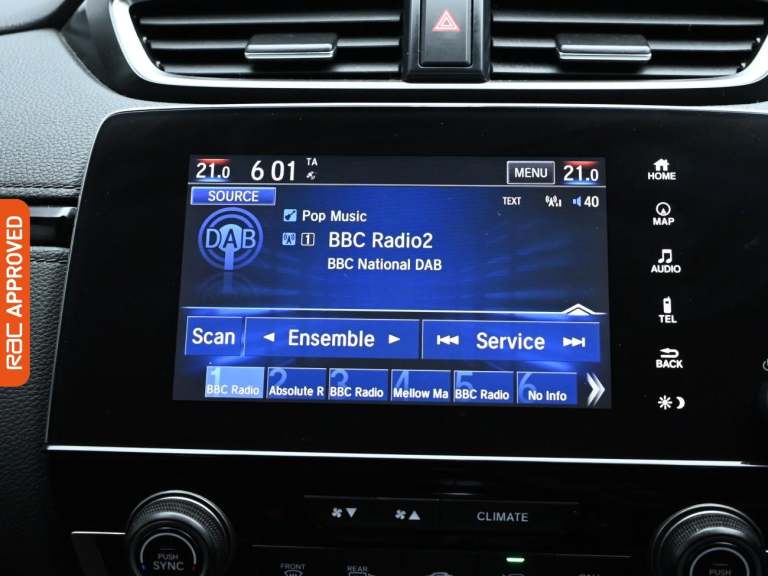 21.0 6 01 TA MENU 21.0
SOURCE
TEXT 40
DAB
Pop Music
1 BBC Radio2
BBC National DAB
Scan Ensemble Service
1 BBC Radio
2 Absolute R
3 BBC Radio
4 Mellow Ma
5 BBC Radio
6 No Info
HOME
MAP
AUDIO
TEL
BACK
RAC APPROVED
CLIMATE
PUSH
SYNC
FRONT
REAR
PUSH